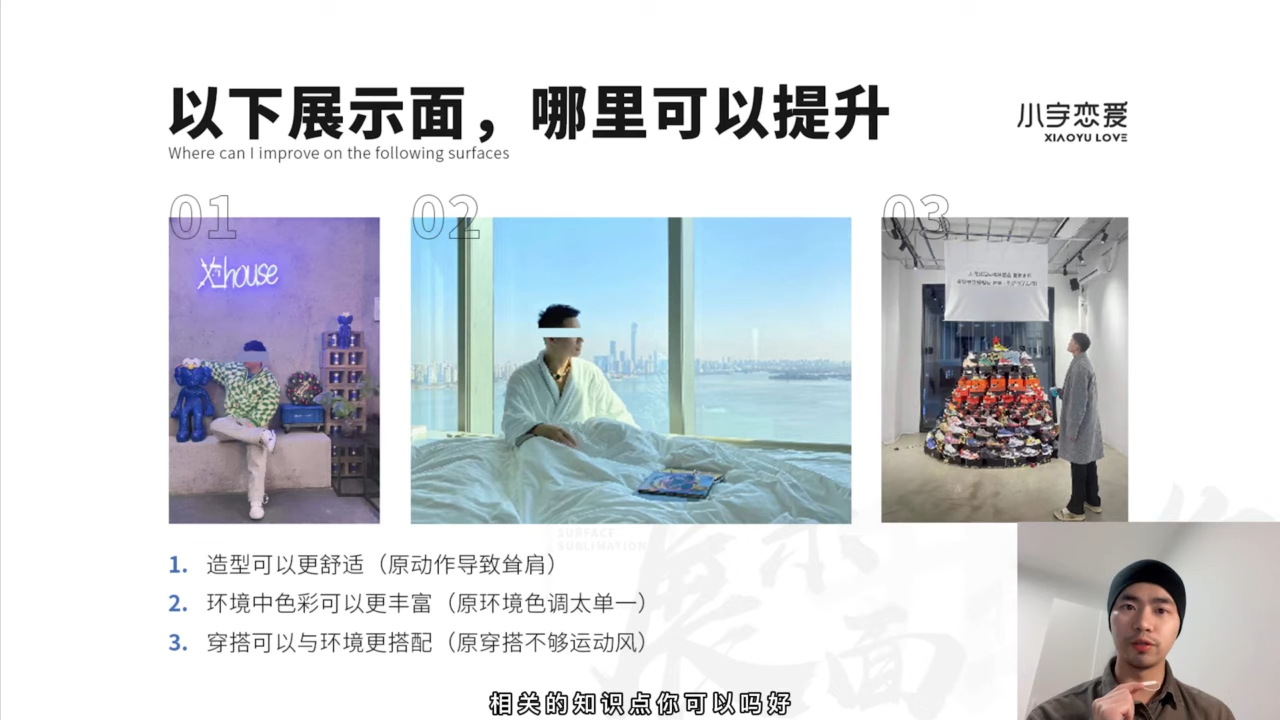 以下展示面，哪里可以提升
Where can I improve on the following surfaces
小宇恋爱
XIAOYU LOVE
01
02
03
X house
SURFACE
SUBLIMATION
展示面
1. 造型可以更舒适（原动作导致耸肩）
2. 环境中色彩可以更丰富（原环境色调太单一）
3. 穿搭可以与环境更搭配（原穿搭不够运动风）
相关的知识点你可以吗好